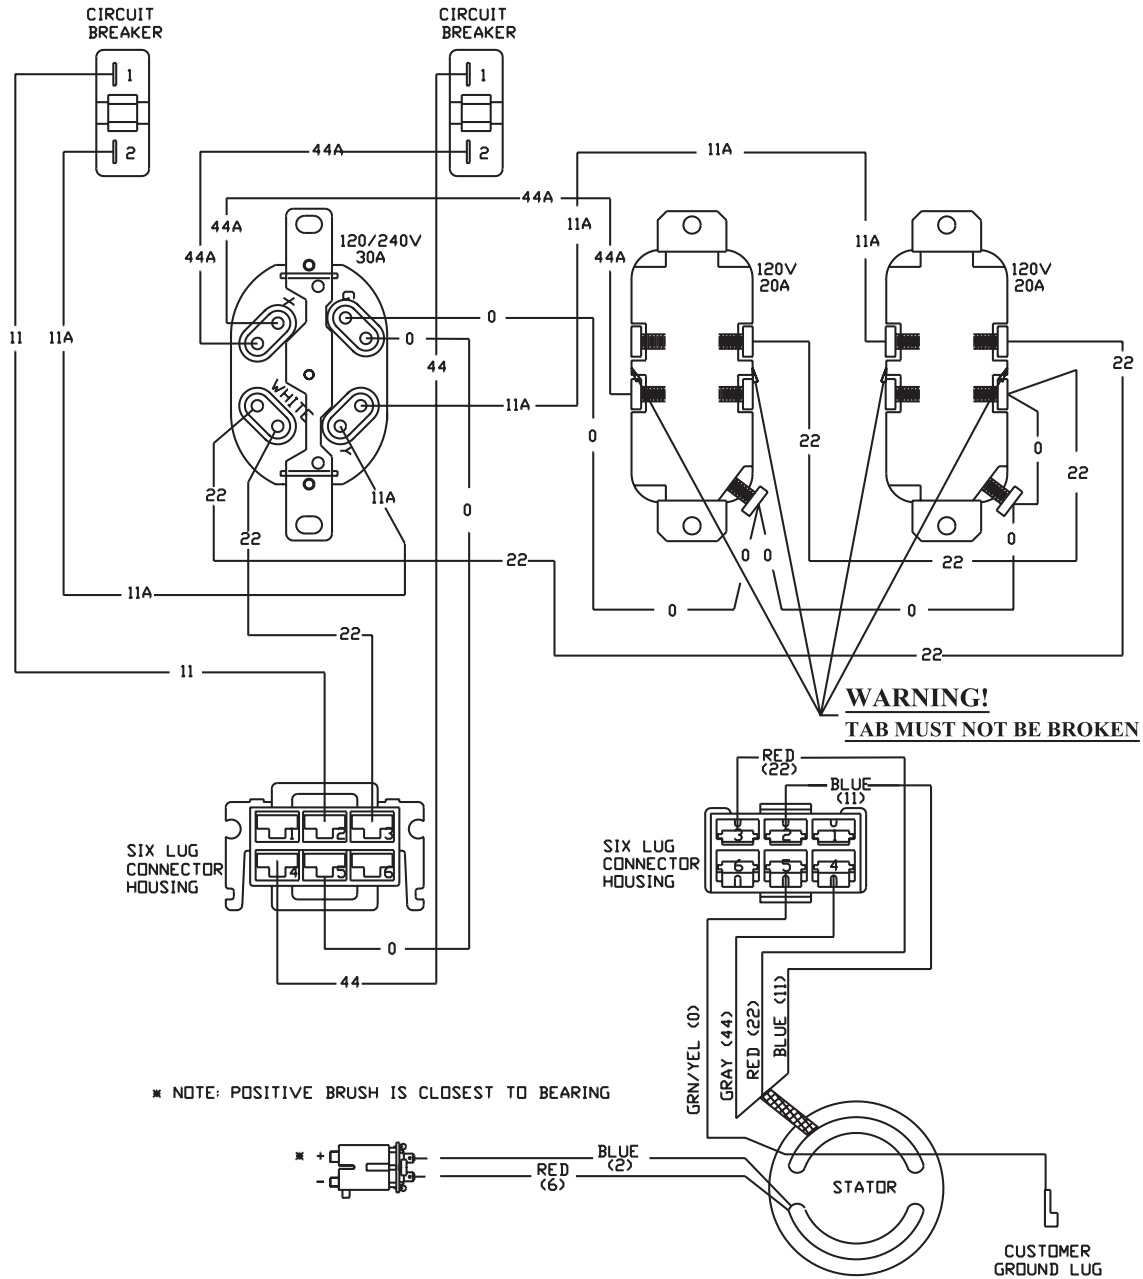 CIRCUIT
BREAKER
CIRCUIT
BREAKER
1
2
1
2
44A
11A
44A
44A
44A
11A
44A
11A
120/240V
30A
120V
20A
120V
20A
X
G
WHITE
Y
0
0
11
11A
44
22
11A
0
22
0
22
22
11A
0
22
0
0
0
22
22
11A
0
0
22
22
11
WARNING!
TAB MUST NOT BE BROKEN
RED
(22)
BLUE
(11)
SIX LUG
CONNECTOR
HOUSING
1
2
3
4
5
6
SIX LUG
CONNECTOR
HOUSING
3
2
1
6
5
4
0
44
GRN/YEL (0)
GRAY (44)
RED (22)
BLUE (11)
* NOTE: POSITIVE BRUSH IS CLOSEST TO BEARING
* +
-
BLUE
(2)
RED
(6)
STATOR
CUSTOMER
GROUND LUG